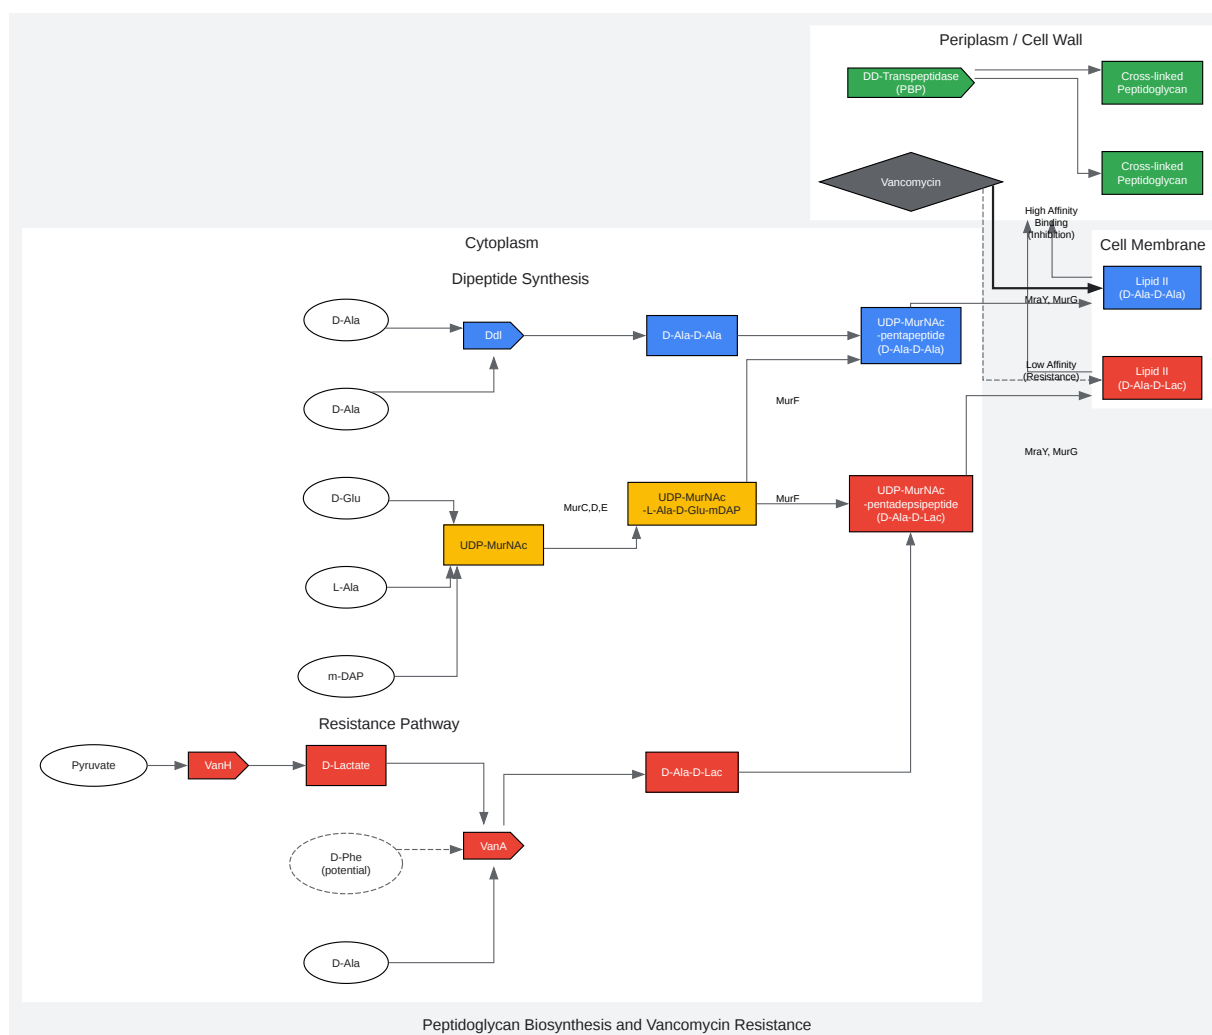 Periplasm / Cell Wall
DD-Transpeptidase
(PBP)
Cross-linked
Peptidoglycan
Vancomycin
Cross-linked
Peptidoglycan
High Affinity
Binding
(Inhibition)
Cytoplasm
Cell Membrane
Dipeptide Synthesis
Lipid II
(D-Ala-D-Ala)
MraY, MurG
D-Ala
Ddl
D-Ala-D-Ala
UDP-MurNAc
-pentapeptide
(D-Ala-D-Ala)
Low Affinity
(Resistance)
Lipid II
(D-Ala-D-Lac)
D-Ala
MurF
MraY, MurG
D-Glu
MurC,D,E
UDP-MurNAc
-L-Ala-D-Glu-mDAP
MurF
UDP-MurNAc
-pentadepsipeptide
(D-Ala-D-Lac)
UDP-MurNAc
L-Ala
m-DAP
Resistance Pathway
Pyruvate
VanH
D-Lactate
D-Ala-D-Lac
D-Phe
(potential)
VanA
D-Ala
Peptidoglycan Biosynthesis and Vancomycin Resistance